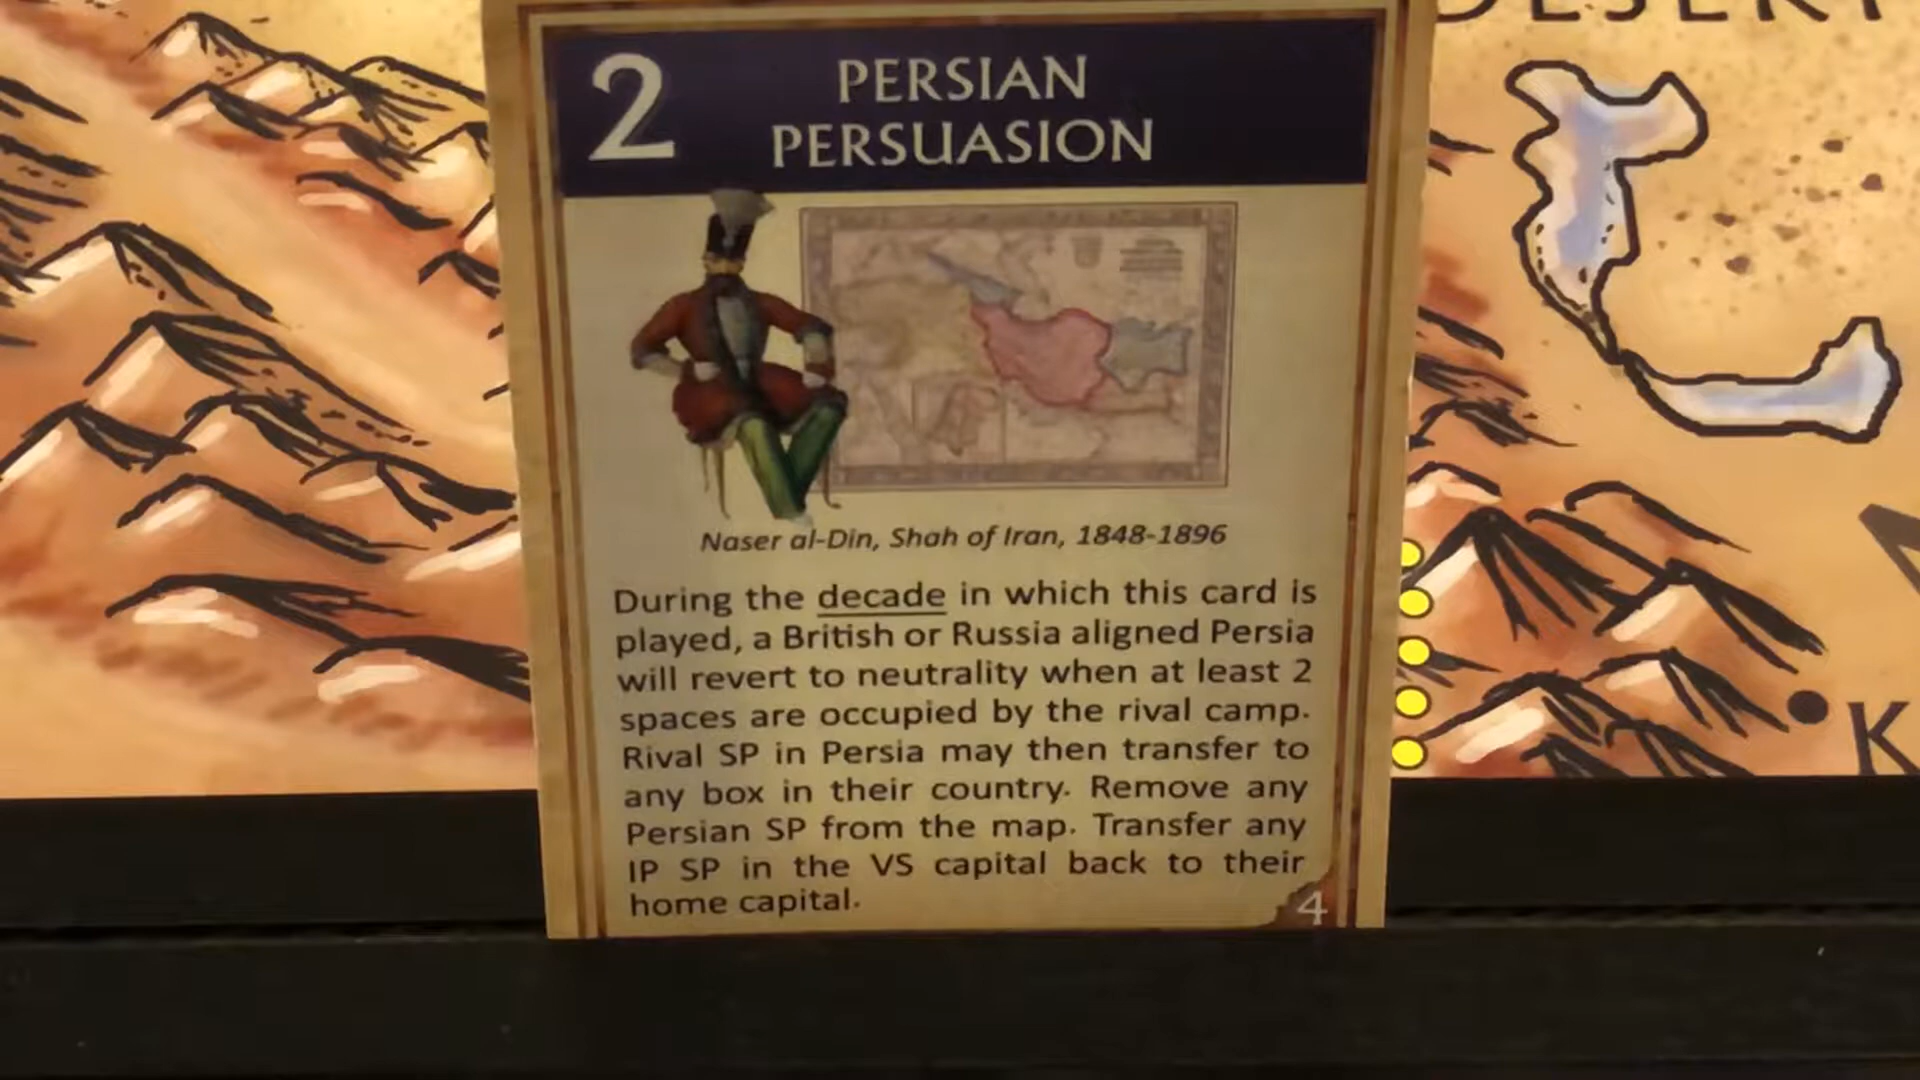 DESERT
2
PERSIAN
PERSUASION
Naser al-Din, Shah of Iran, 1848-1896
During the decade in which this card is
played, a British or Russia aligned Persia
will revert to neutrality when at least 2
spaces are occupied by the rival camp.
Rival SP in Persia may then transfer to
any box in their country. Remove any
Persian SP from the map. Transfer any
IP SP in the VS capital back to their
home capital.
4
K